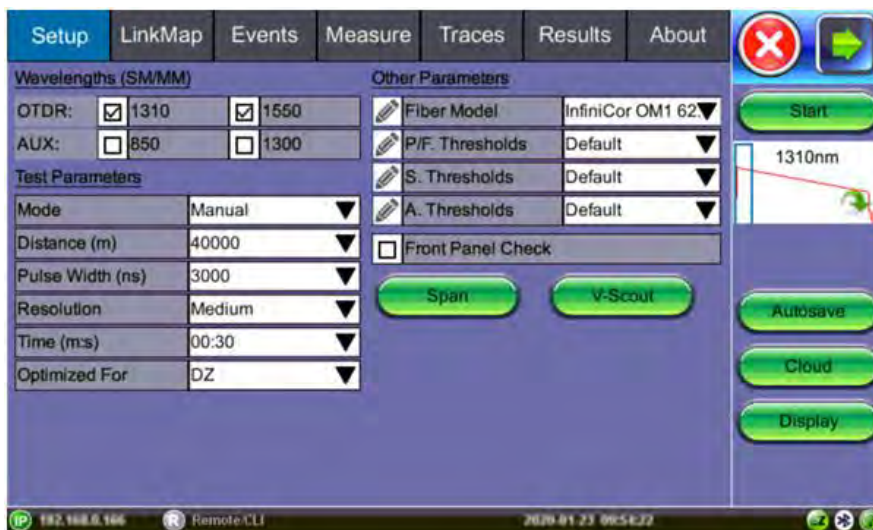 Setup LinkMap Events Measure Traces Results About
Wavelengths (SM/MM)
OTDR: 1310 1550
AUX: 850 1300
Test Parameters
Mode Manual
Distance (m) 40000
Pulse Width (ns) 3000
Resolution Medium
Time (m:s) 00:30
Optimized For DZ
Other Parameters
Fiber Model InfiniCor OM1 62.
P/F. Thresholds Default
S. Thresholds Default
A. Thresholds Default
Front Panel Check
Span V-Scout
Start
1310nm
Autosave
Cloud
Display
IP 192.168.0.166 R Remote/CLI 2020-01-23 09:54:22